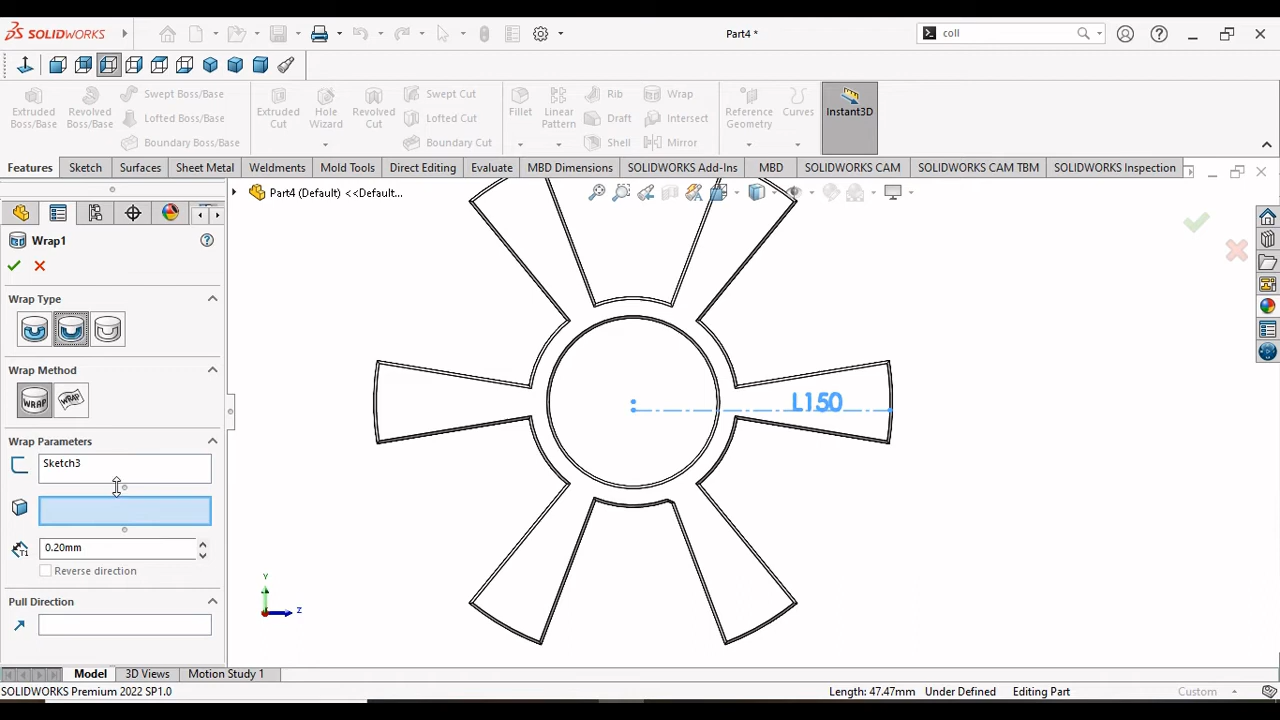 SOLIDWORKS
Part4 *
coll
Extruded Boss/Base
Revolved Boss/Base
Swept Boss/Base
Lofted Boss/Base
Boundary Boss/Base
Extruded Cut
Hole Wizard
Revolved Cut
Swept Cut
Lofted Cut
Boundary Cut
Fillet
Linear Pattern
Rib
Draft
Shell
Wrap
Intersect
Mirror
Reference Geometry
Curves
Instant3D
Features
Sketch
Surfaces
Sheet Metal
Weldments
Mold Tools
Direct Editing
Evaluate
MBD Dimensions
SOLIDWORKS Add-Ins
MBD
SOLIDWORKS CAM
SOLIDWORKS CAM TBM
SOLIDWORKS Inspection
Part4 (Default) <<Default...
Wrap1
Wrap Type
Wrap Method
WRAP
WRAP
Wrap Parameters
Sketch3
0.20mm
Reverse direction
Pull Direction
L150
Y
Z
Model
3D Views
Motion Study 1
SOLIDWORKS Premium 2022 SP1.0
Length: 47.47mm
Under Defined
Editing Part
Custom